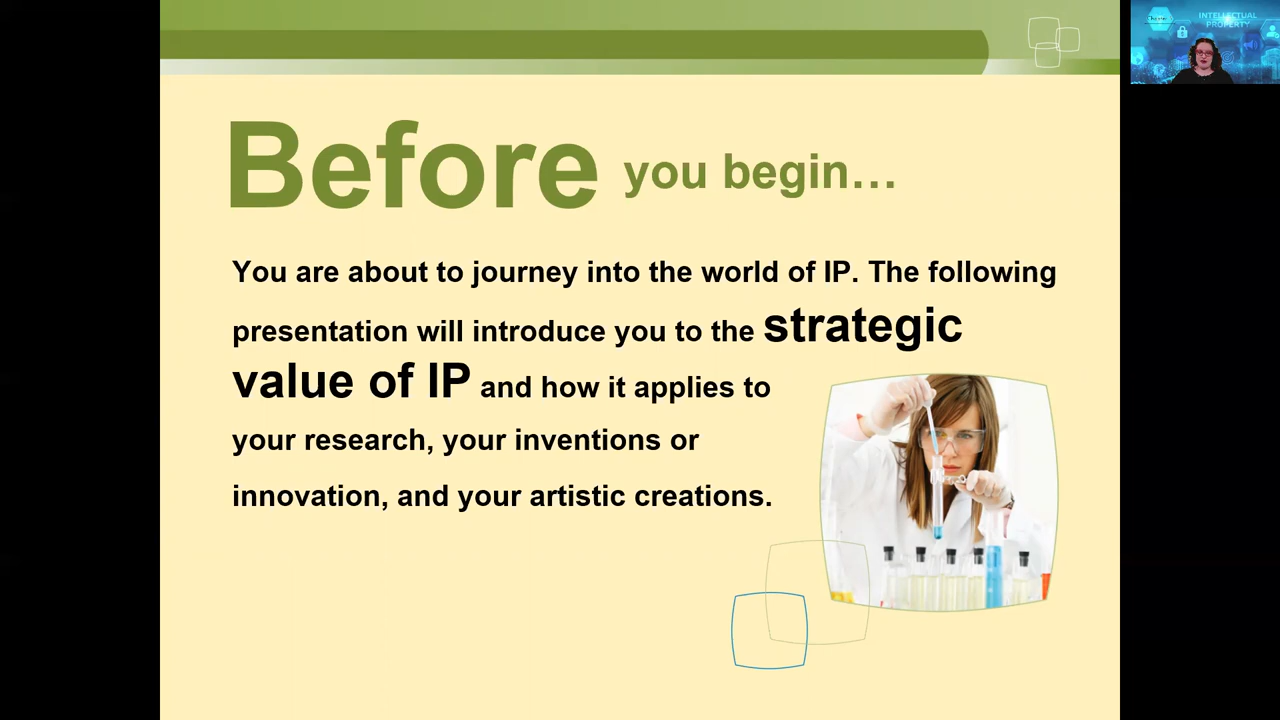 Before you begin…
You are about to journey into the world of IP. The following
presentation will introduce you to the strategic
value of IP and how it applies to
your research, your inventions or
innovation, and your artistic creations.
INTELLECTUAL
PROPERTY